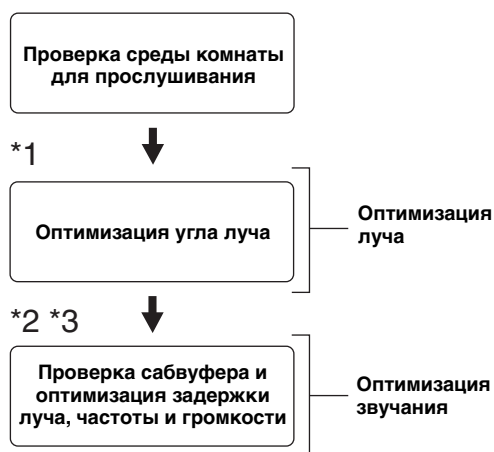 Проверка среды комнаты
для прослушивания
*1
Оптимизация угла луча
Оптимизация
луча
*2 *3
Проверка сабвуфера и
оптимизация задержки
луча, частоты и громкости
Оптимизация
звучания